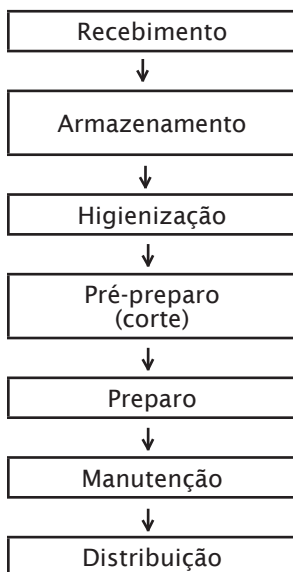 Recebimento
Armazenamento
Higienização
Pré-preparo
(corte)
Preparo
Manutenção
Distribuição